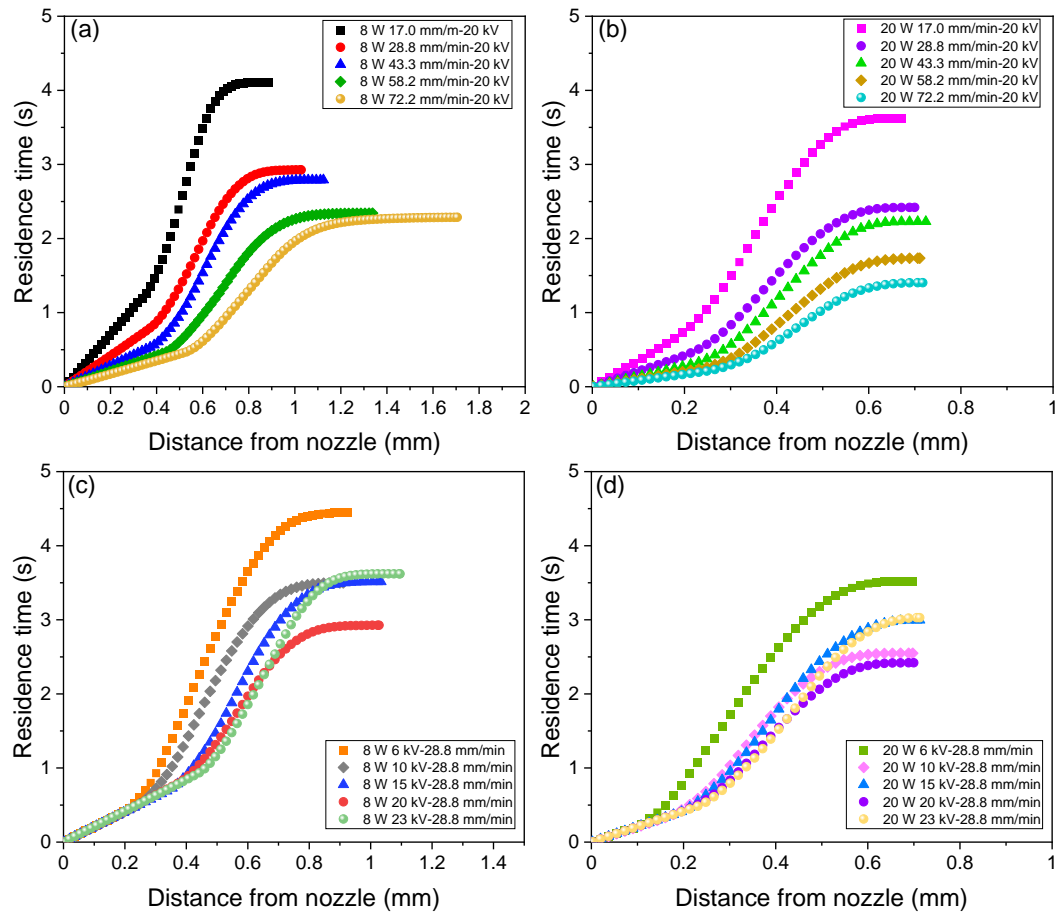 (a)
8 W 17.0 mm/m-20 kV
8 W 28.8 mm/min-20 kV
8 W 43.3 mm/min-20 kV
8 W 58.2 mm/min-20 kV
8 W 72.2 mm/min-20 kV
5
4
3
2
1
0
Residence time (s)
0 0.2 0.4 0.6 0.8 1 1.2 1.4 1.6 1.8 2
Distance from nozzle (mm)
(b)
20 W 17.0 mm/min-20 kV
20 W 28.8 mm/min-20 kV
20 W 43.3 mm/min-20 kV
20 W 58.2 mm/min-20 kV
20 W 72.2 mm/min-20 kV
5
4
3
2
1
0
Residence time (s)
0 0.2 0.4 0.6 0.8 1
Distance from nozzle (mm)
(c)
8 W 6 kV-28.8 mm/min
8 W 10 kV-28.8 mm/min
8 W 15 kV-28.8 mm/min
8 W 20 kV-28.8 mm/min
8 W 23 kV-28.8 mm/min
5
4
3
2
1
0
Residence time (s)
0 0.2 0.4 0.6 0.8 1 1.2 1.4
Distance from nozzle (mm)
(d)
20 W 6 kV-28.8 mm/min
20 W 10 kV-28.8 mm/min
20 W 15 kV-28.8 mm/min
20 W 20 kV-28.8 mm/min
20 W 23 kV-28.8 mm/min
5
4
3
2
1
0
Residence time (s)
0 0.2 0.4 0.6 0.8 1
Distance from nozzle (mm)